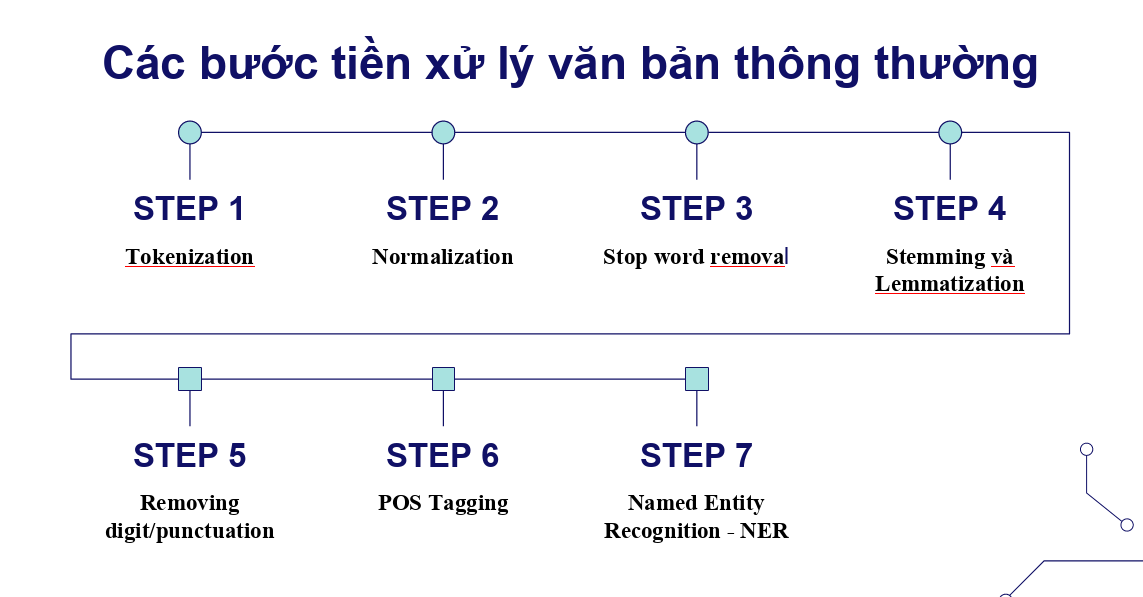 Các bước tiền xử lý văn bản thông thường
STEP 1
Tokenization
STEP 2
Normalization
STEP 3
Stop word removal
STEP 4
Stemming và
Lemmatization
STEP 5
Removing
digit/punctuation
STEP 6
POS Tagging
STEP 7
Named Entity
Recognition - NER